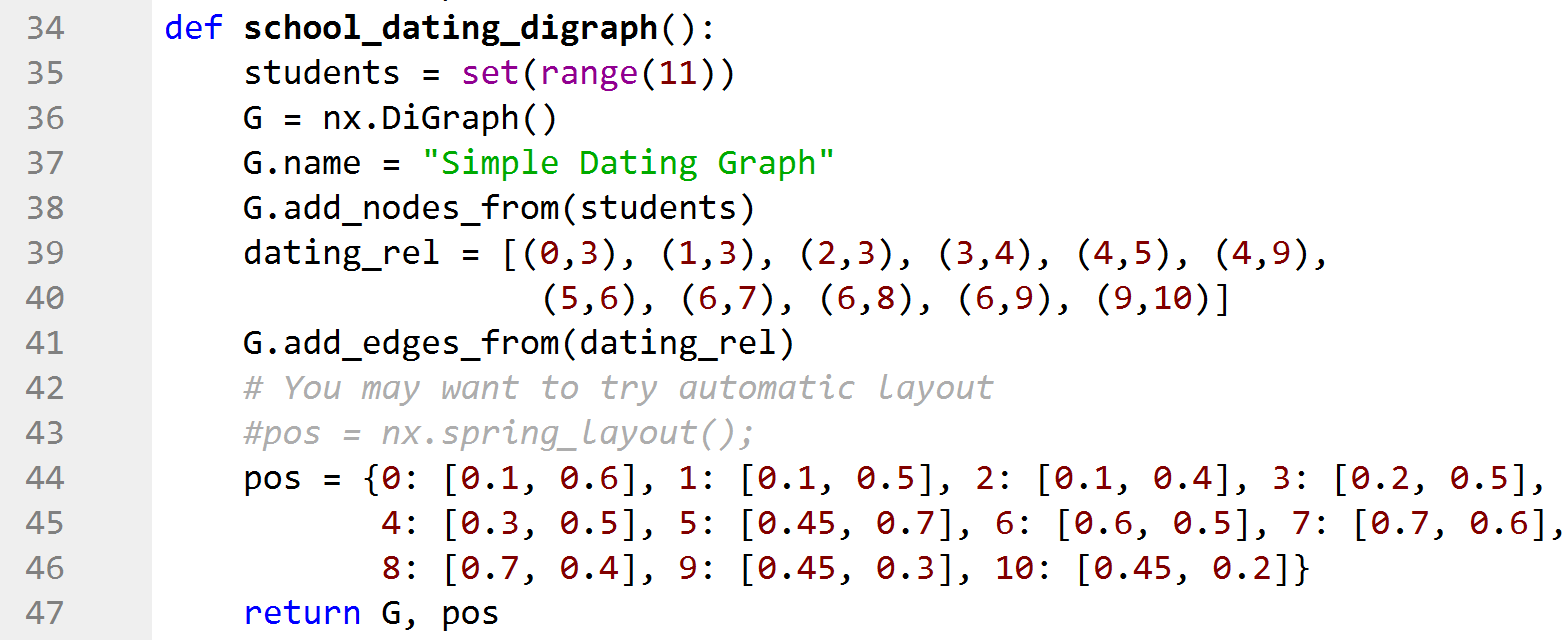 34 def school_dating_digraph():
35     students = set(range(11))
36     G = nx.DiGraph()
37     G.name = "Simple Dating Graph"
38     G.add_nodes_from(students)
39     dating_rel = [(0,3), (1,3), (2,3), (3,4), (4,5), (4,9),
40                    (5,6), (6,7), (6,8), (6,9), (9,10)]
41     G.add_edges_from(dating_rel)
42     # You may want to try automatic layout
43     #pos = nx.spring_layout();
44     pos = {0: [0.1, 0.6], 1: [0.1, 0.5], 2: [0.1, 0.4], 3: [0.2, 0.5],
45            4: [0.3, 0.5], 5: [0.45, 0.7], 6: [0.6, 0.5], 7: [0.7, 0.6],
46            8: [0.7, 0.4], 9: [0.45, 0.3], 10: [0.45, 0.2]}
47     return G, pos